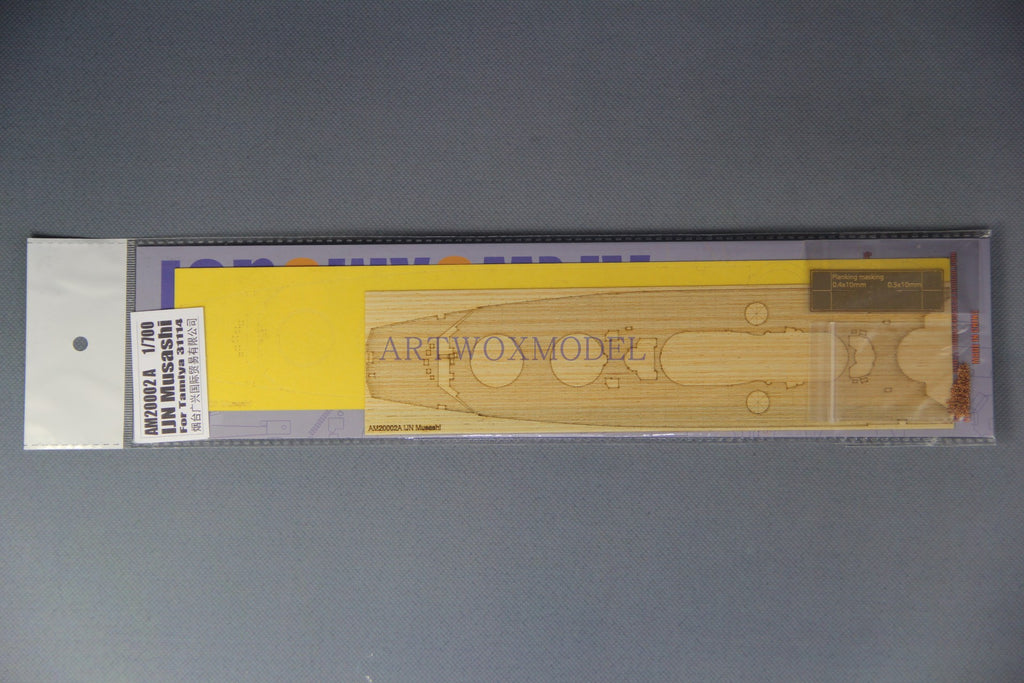 AM20002 A 1/700
IJN Musashi
For Tamiya 31114
烟台广兴国际贸易有限公司
Planking masking
0.4x10mm 0.3x10mm
ARTWOXMODEL
AM20002A IJN Musashi